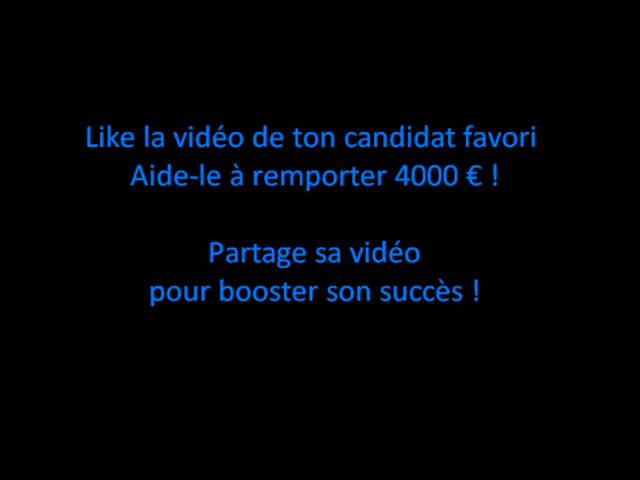 Like la vidéo de ton candidat favori
Aide-le à remporter 4000 € !
Partage sa vidéo
pour booster son succès !